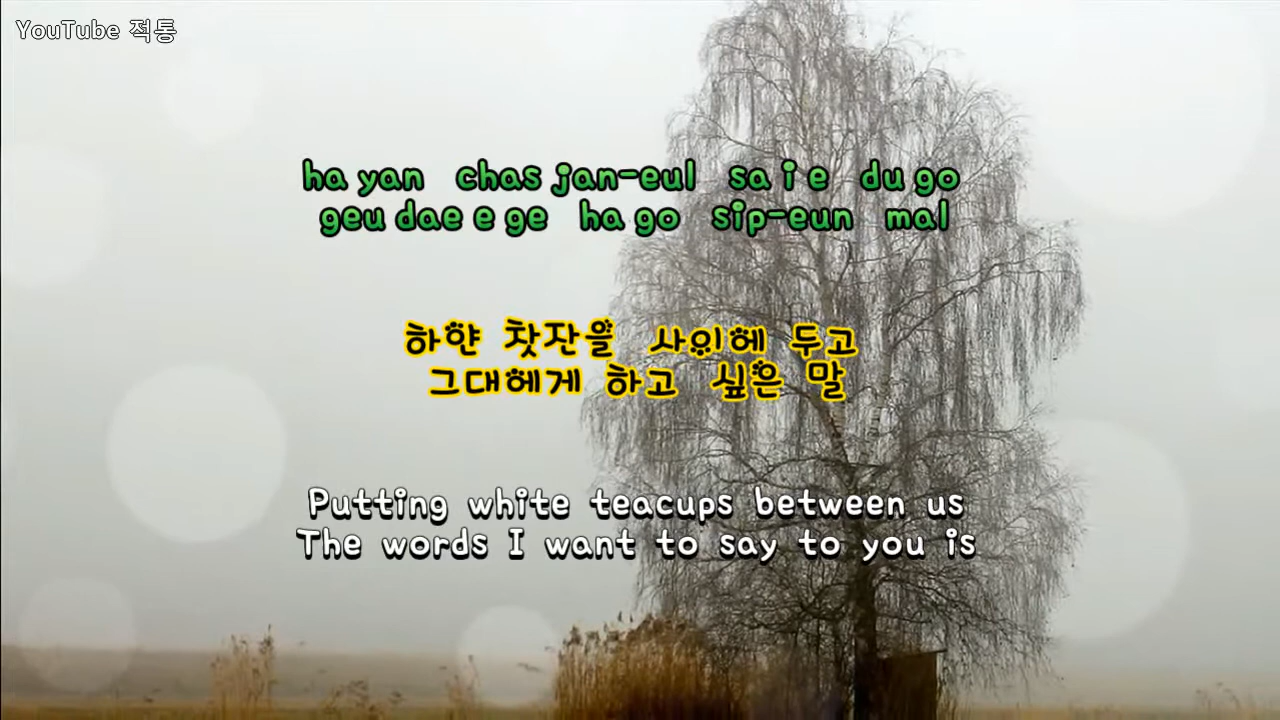 YouTube 적통
ha yan chas jan-eul sa i e du go
geu dae e ge ha go sip-eun mal
하얀 찻잔을 사이에 두고
그대에게 하고 싶은 말
Putting white teacups between us
The words I want to say to you is